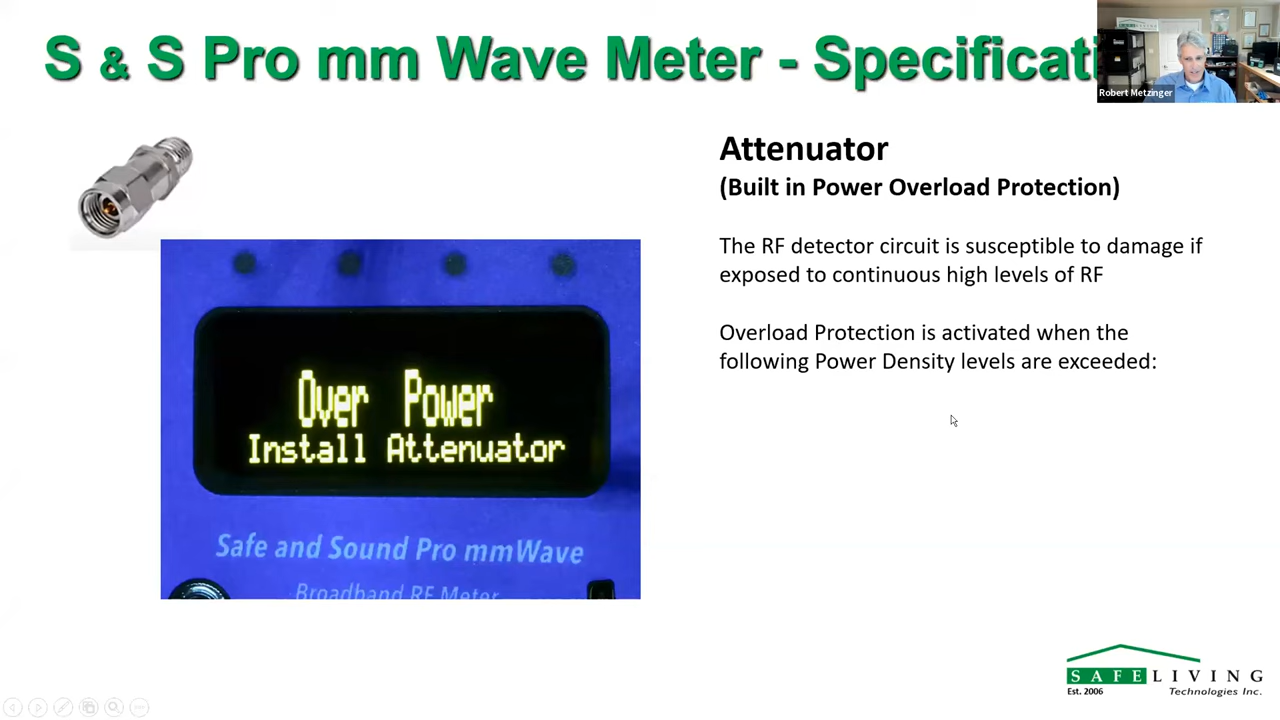 S & S Pro mm Wave Meter - Specificati
Robert Metzinger
Attenuator
(Built in Power Overload Protection)
The RF detector circuit is susceptible to damage if
exposed to continuous high levels of RF
Overload Protection is activated when the
following Power Density levels are exceeded:
Over Power
Install Attenuator
Safe and Sound Pro mmWave
Broadband RF Meter
SAFELIVING
Est. 2006
Technologies Inc.